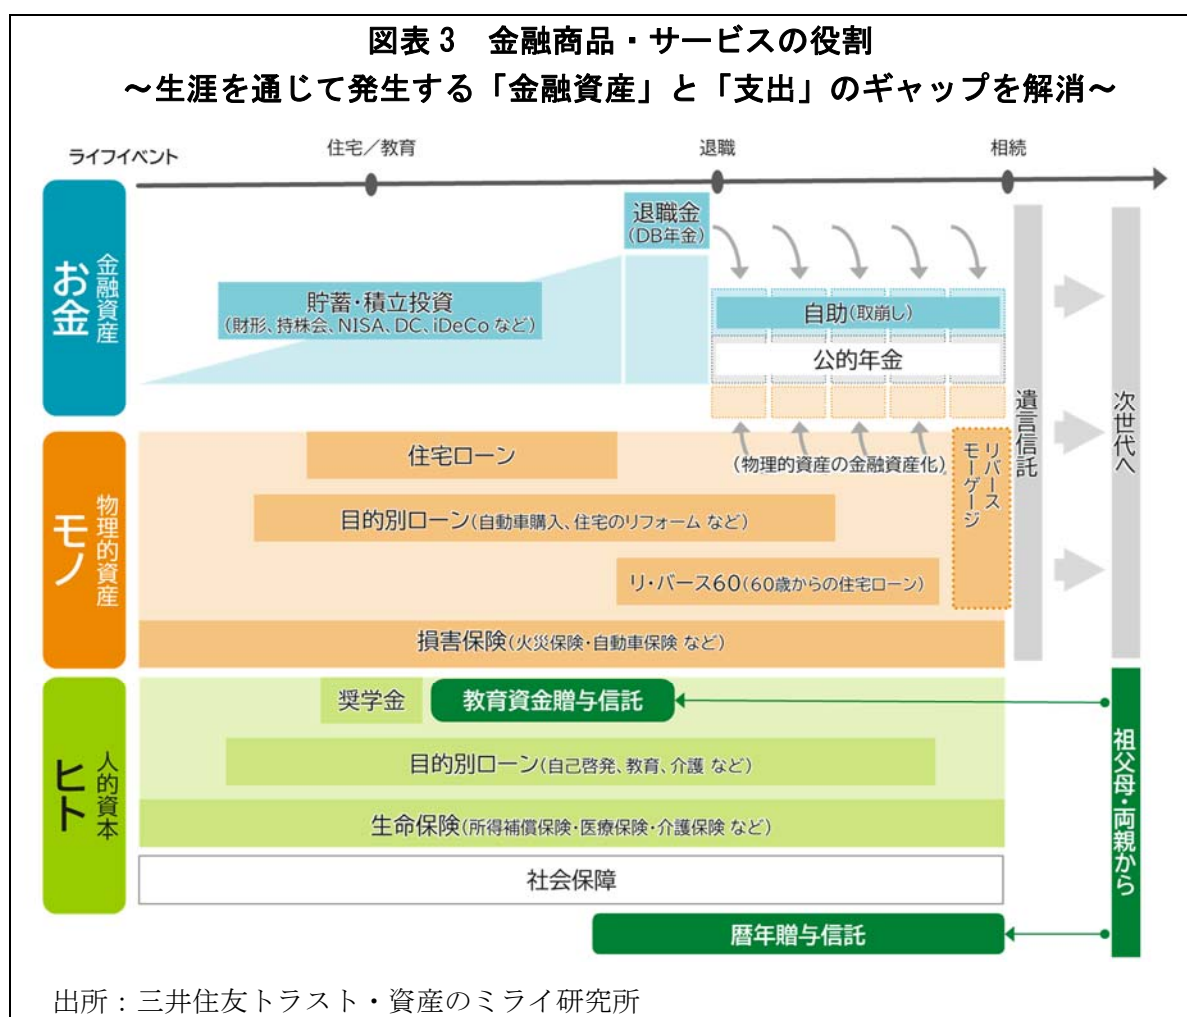 図表3 金融商品・サービスの役割
～生涯を通じて発生する「金融資産」と「支出」のギャップを解消～
ライフイベント
住宅／教育
退職
相続
お金
金融資産
退職金
(DB年金)
貯蓄・積立投資
(財形、持株会、NISA、DC、iDeCo など)
自助(取崩し)
公的年金
遺言信託
次世代へ
モノ
物理的資産
住宅ローン
(物理的資産の金融資産化)
リバース
モーゲージ
目的別ローン(自動車購入、住宅のリフォーム など)
リ・バース60(60歳からの住宅ローン)
損害保険(火災保険・自動車保険 など)
ヒト
人的資本
奨学金
教育資金贈与信託
目的別ローン(自己啓発、教育、介護 など)
生命保険(所得補償保険・医療保険・介護保険 など)
社会保障
暦年贈与信託
祖父母・両親から
出所：三井住友トラスト・資産のミライ研究所